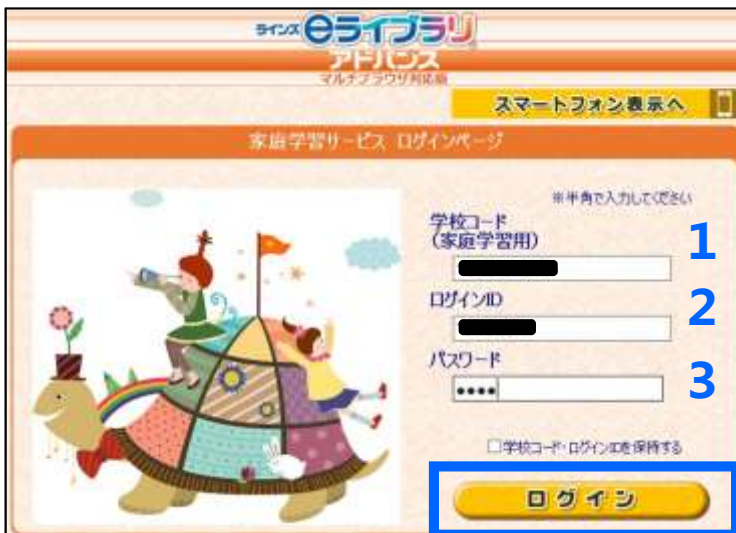 ラインズeライブラリ
アドバンス
マルチブラウザ対応版
スマートフォン表示へ
家庭学習サービス ログインページ
※半角で入力してください
学校コード
(家庭学習用)
1
ログインID
2
パスワード
3
••••
□学校コード・ログインIDを保持する
ログイン